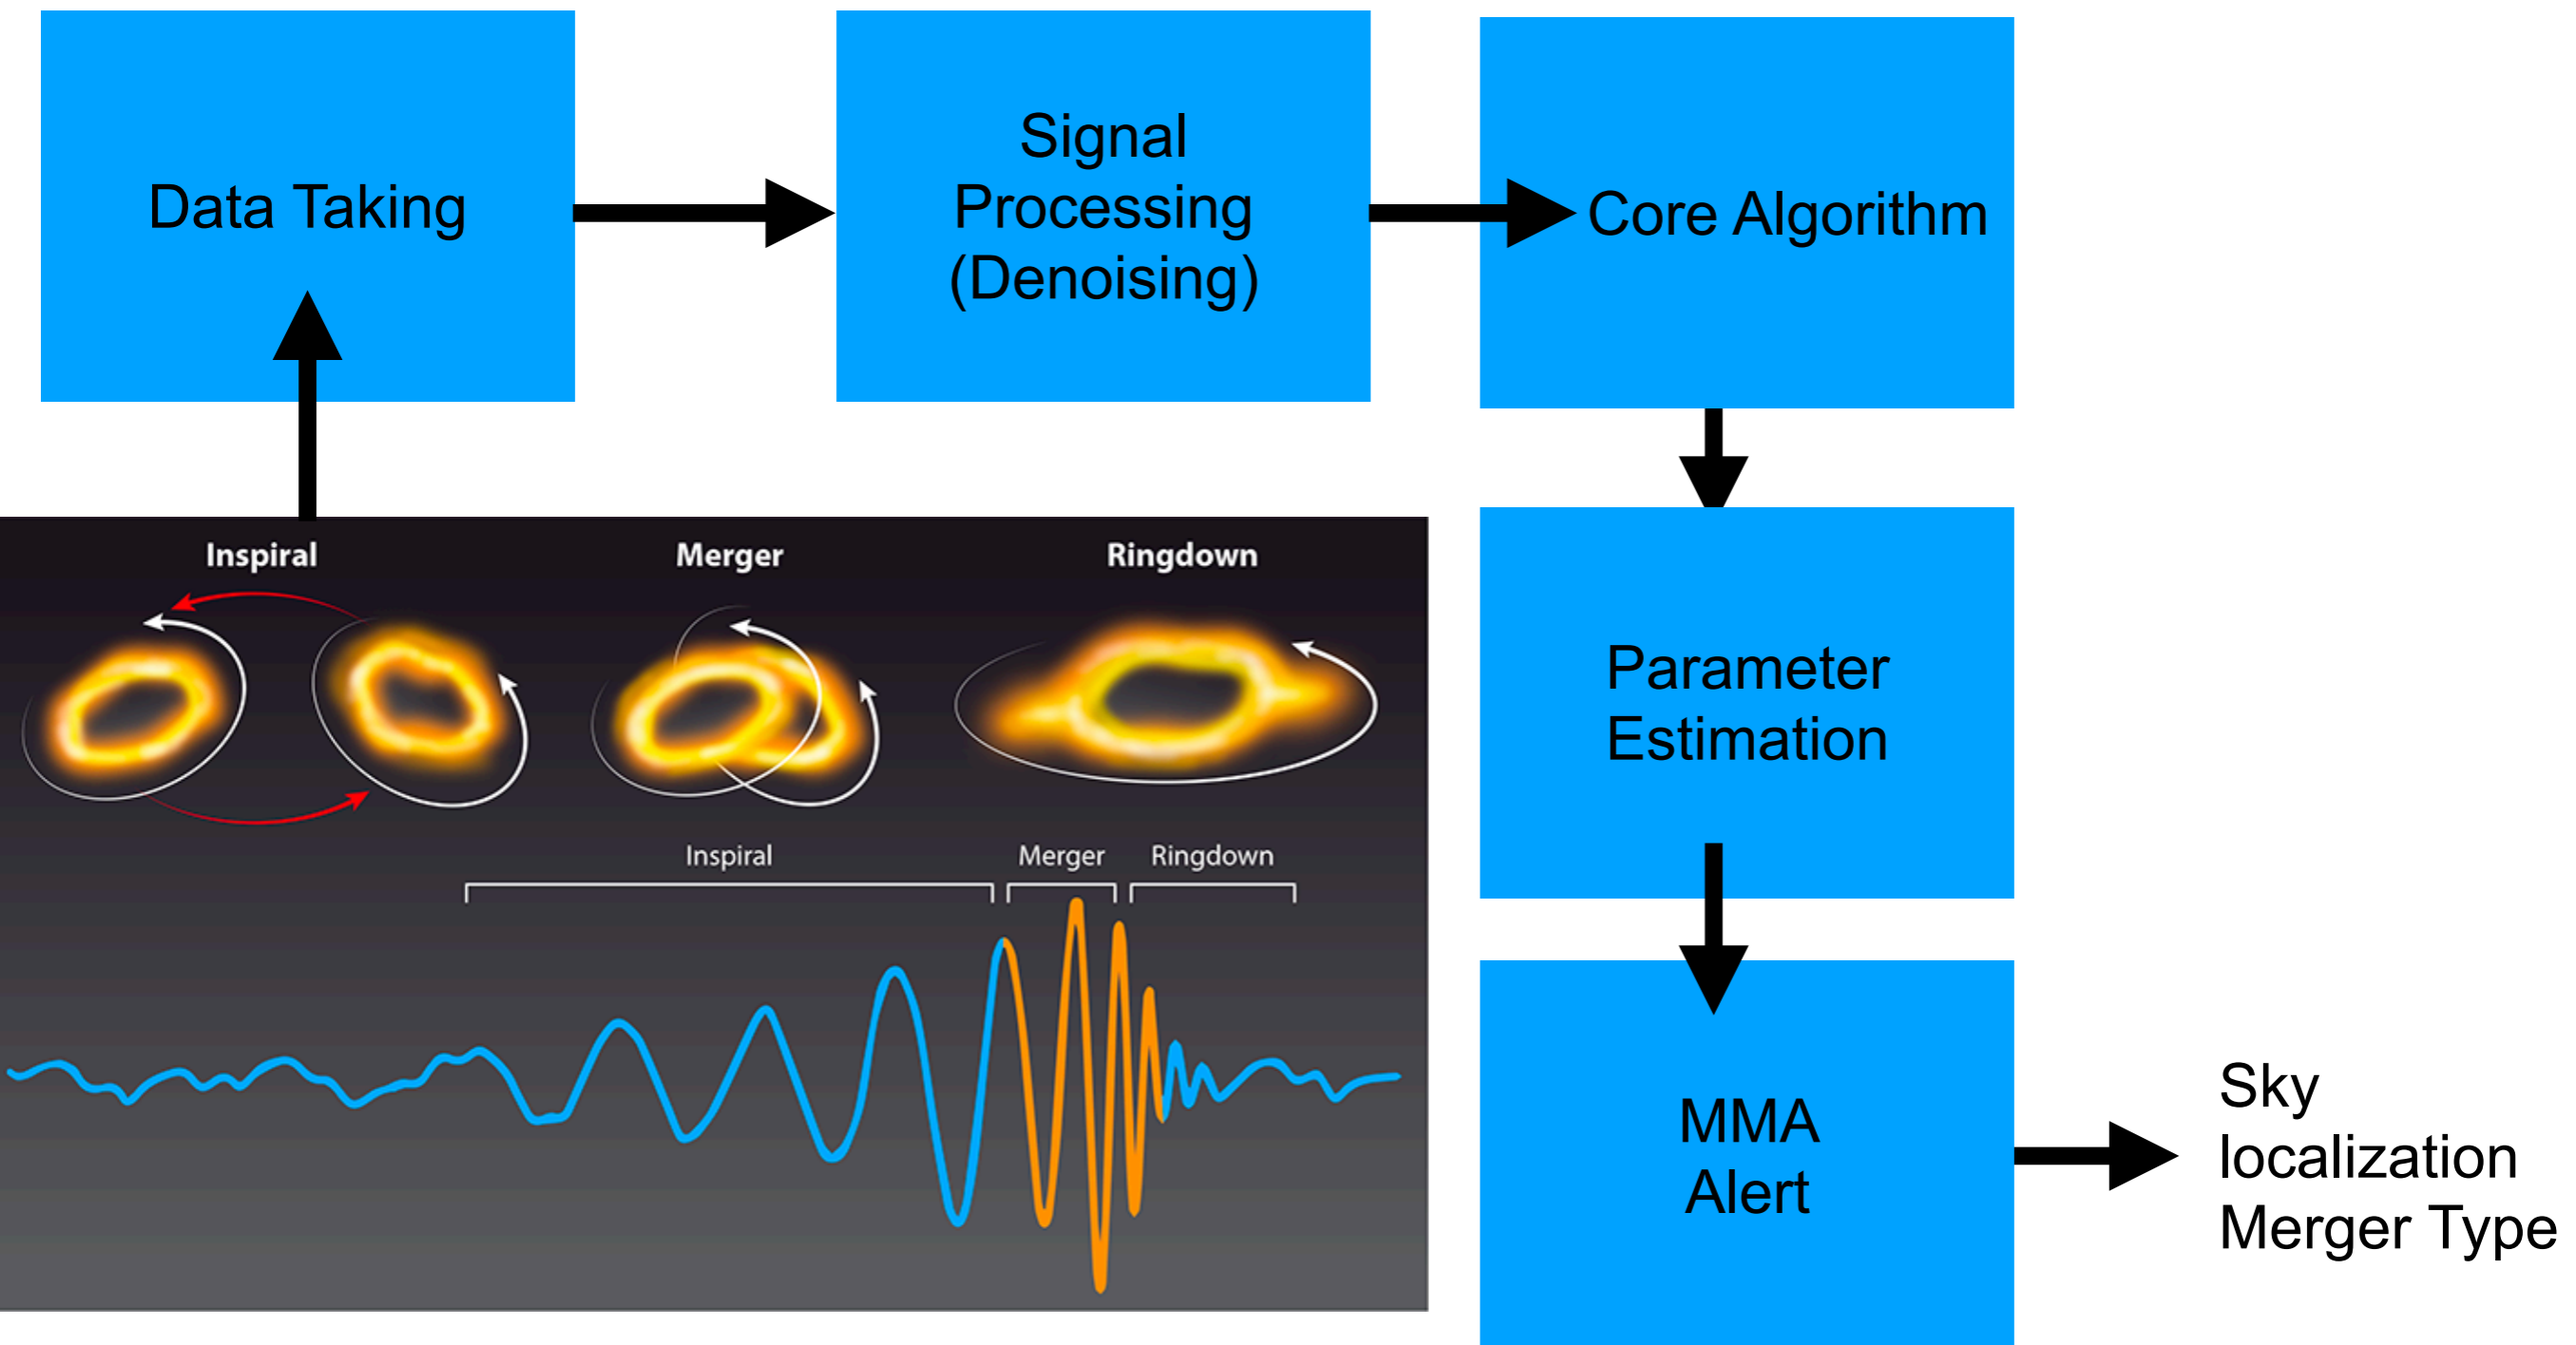 Data Taking
Signal
Processing
(Denoising)
Core Algorithm
Inspiral
Merger
Ringdown
Inspiral
Merger
Ringdown
Parameter
Estimation
MMA
Alert
Sky
localization
Merger Type